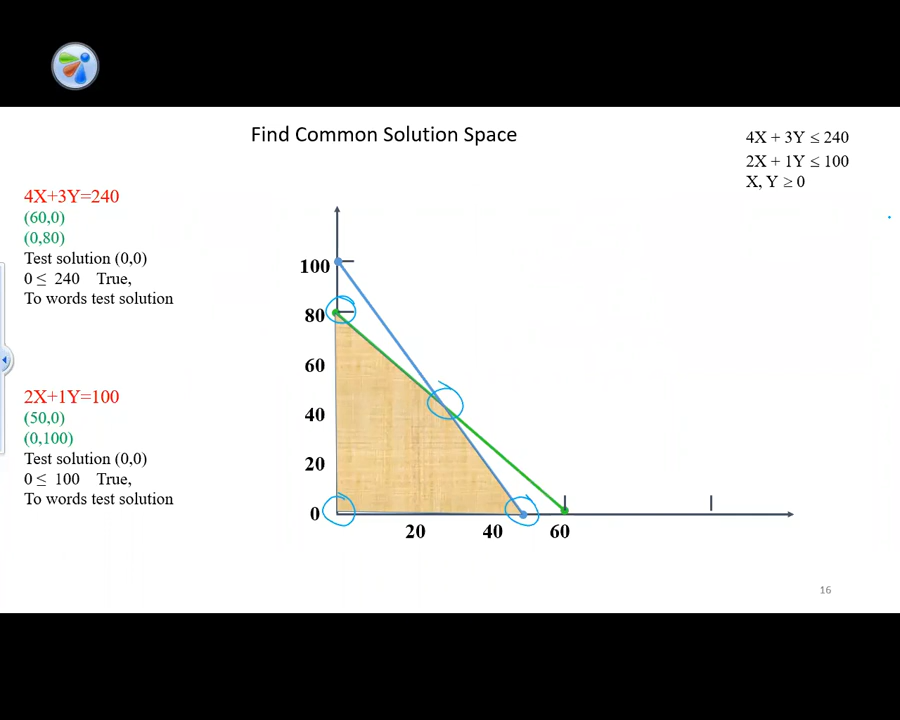 Find Common Solution Space
4X + 3Y ≤ 240
2X + 1Y ≤ 100
X, Y ≥ 0
4X+3Y=240
(60,0)
(0,80)
Test solution (0,0)
0 ≤ 240 True,
To words test solution
2X+1Y=100
(50,0)
(0,100)
Test solution (0,0)
0 ≤ 100 True,
To words test solution
100
80
60
40
20
0
20 40 60
16